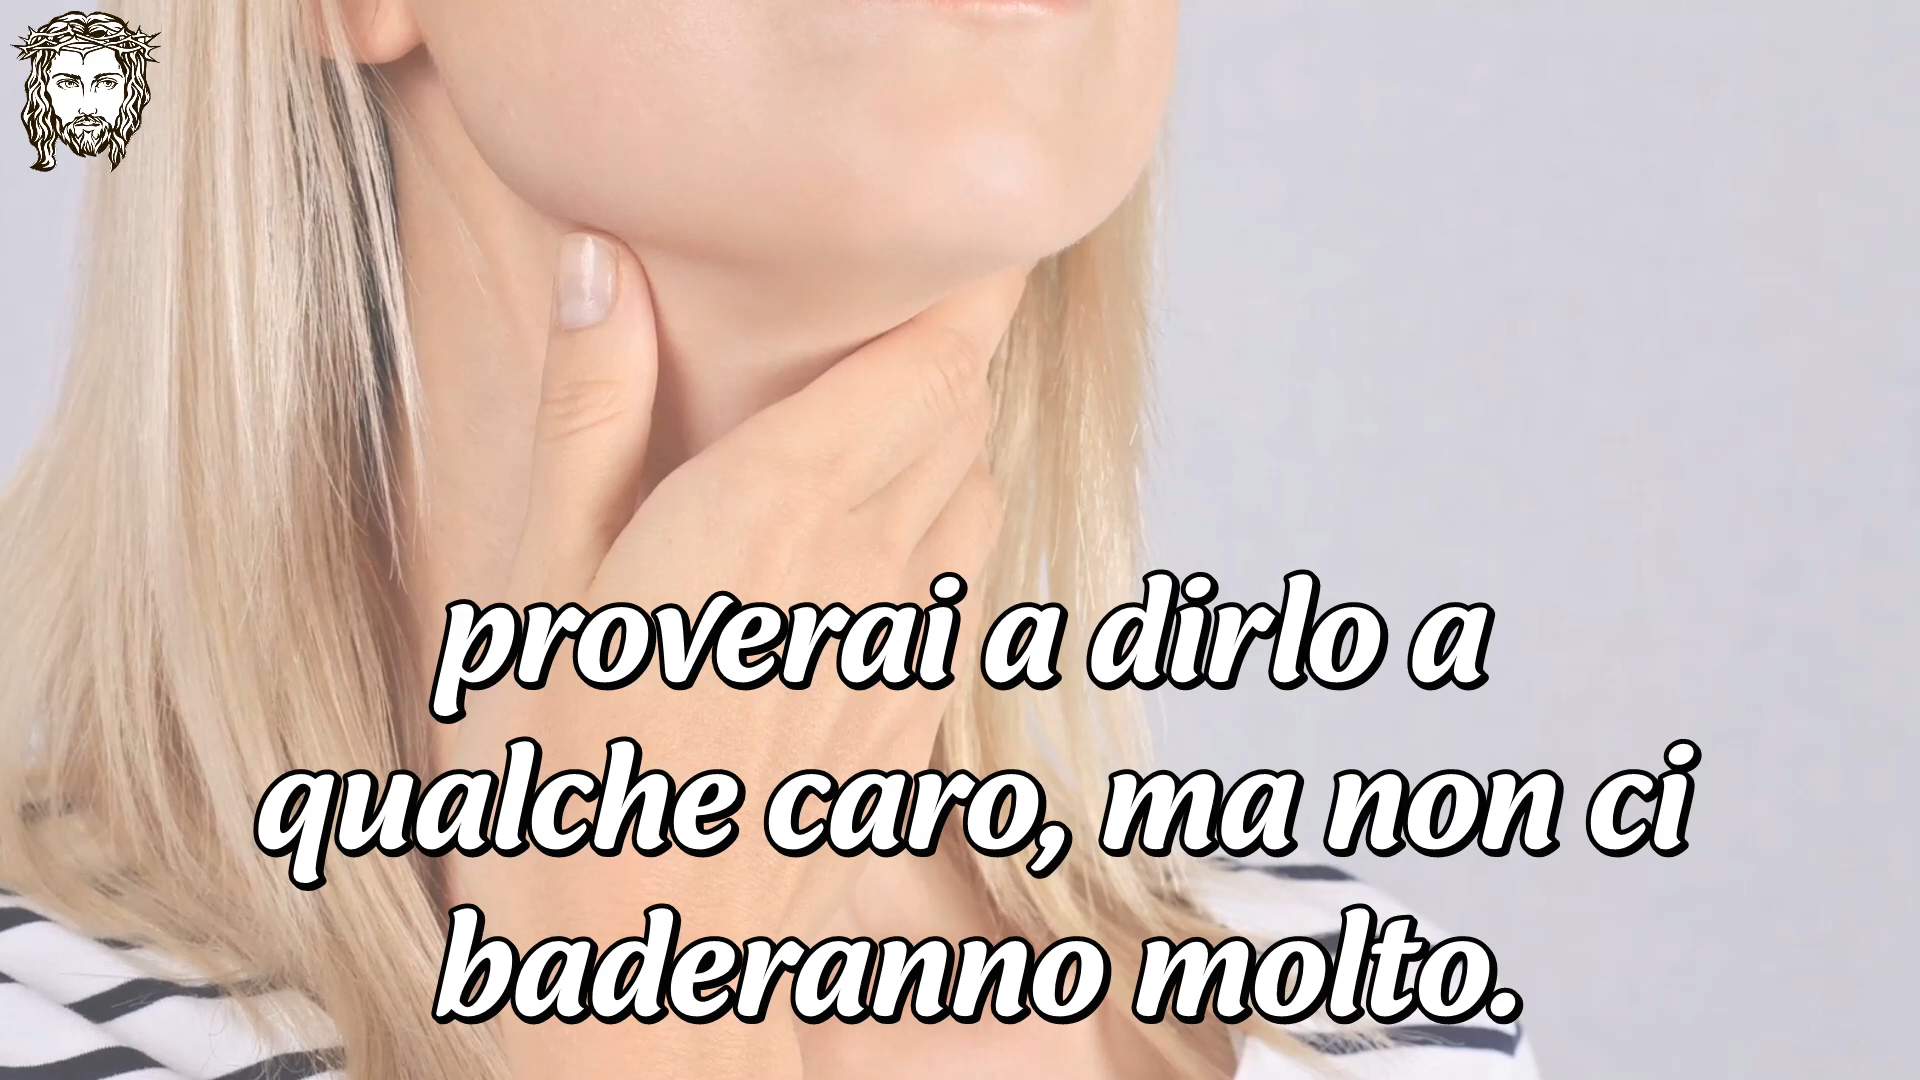 proverai a dirlo a
qualche caro, ma non ci
baderanno molto.